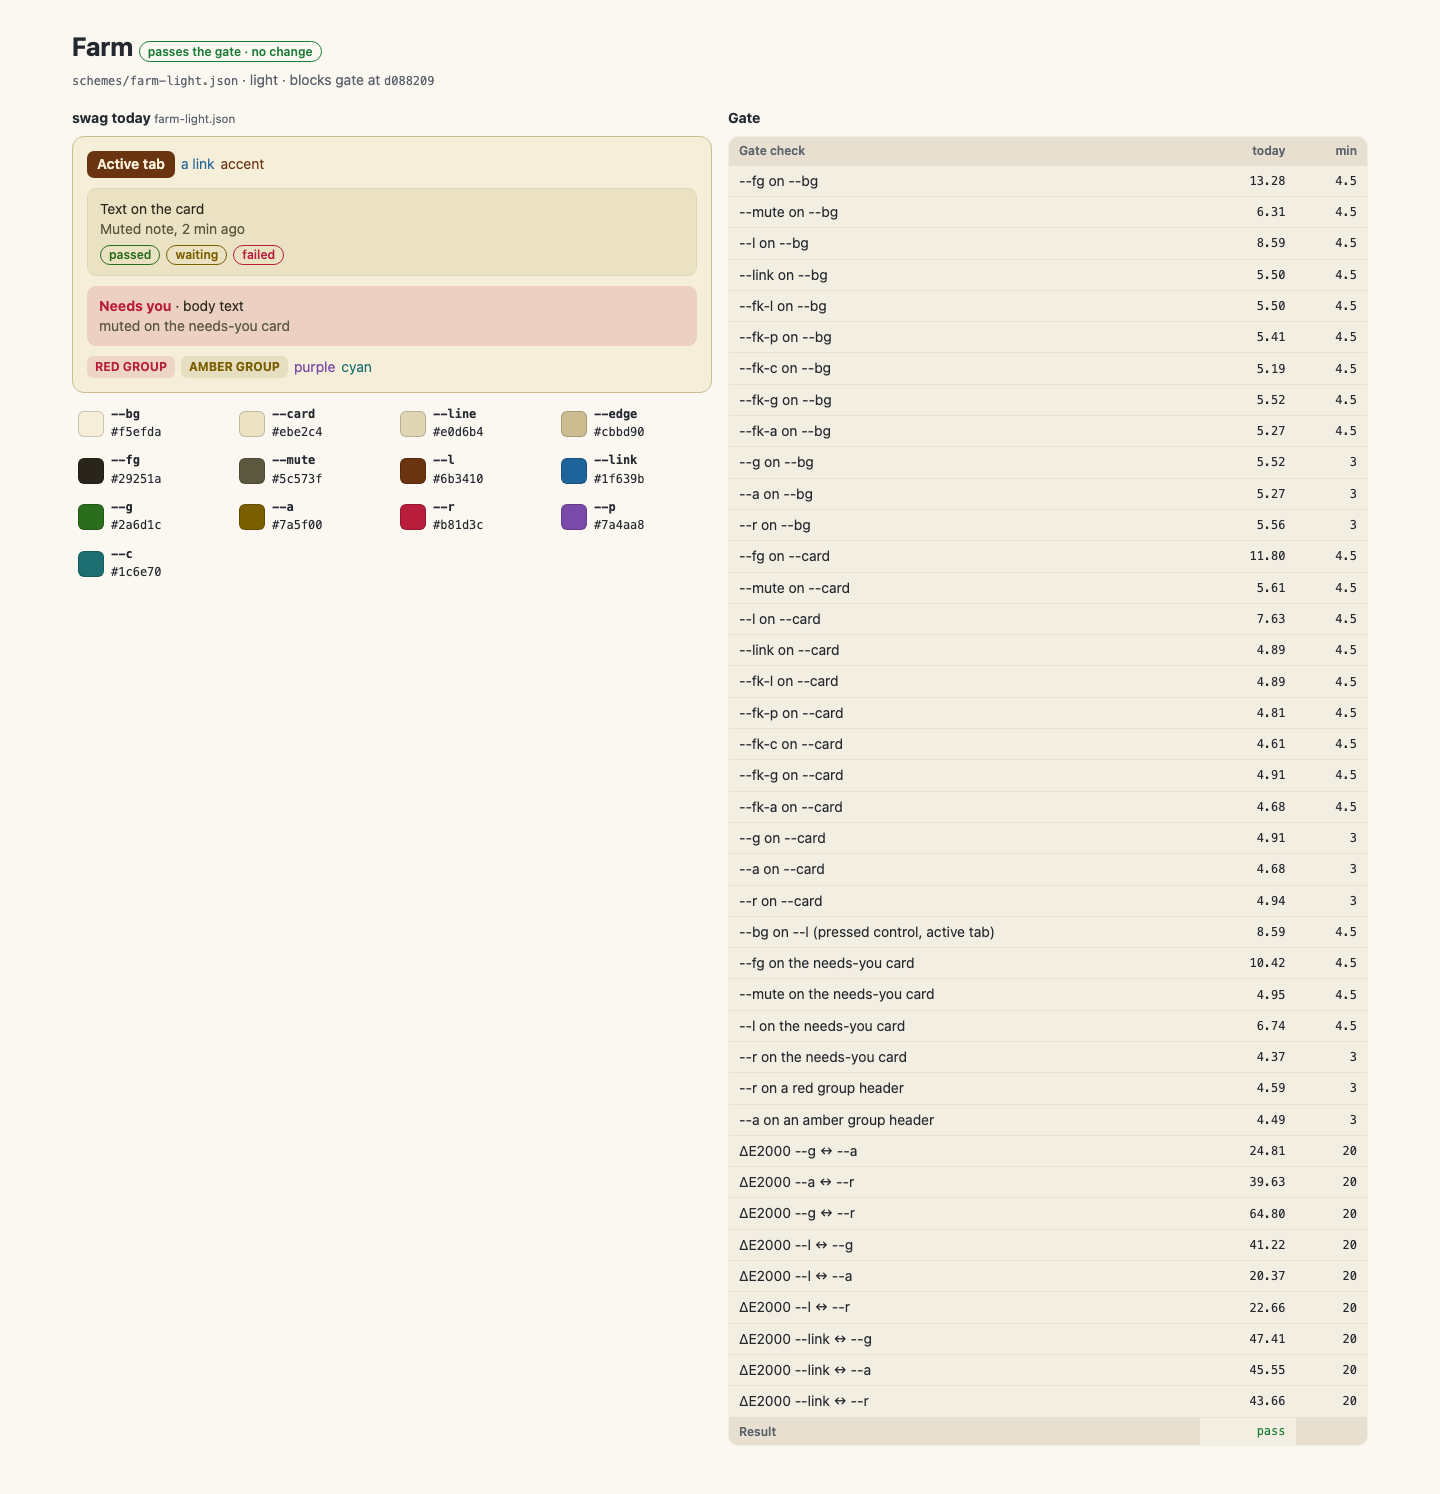 Farm passes the gate · no change
schemes/farm-light.json · light · blocks gate at d088209
swag today farm-light.json
Active tab a link accent
Text on the card
Muted note, 2 min ago
passed waiting failed
Needs you · body text
muted on the needs-you card
RED GROUP AMBER GROUP purple cyan
--bg
#f5efda
--card
#ebe2c4
--line
#e0d6b4
--edge
#cbbd90
--fg
#29251a
--mute
#5c573f
--l
#6b3410
--link
#1f639b
--g
#2a6d1c
--a
#7a5f00
--r
#b81d3c
--p
#7a4aa8
--c
#1c6e70
Gate
Gate check today min
--fg on --bg 13.28 4.5
--mute on --bg 6.31 4.5
--l on --bg 8.59 4.5
--link on --bg 5.50 4.5
--fk-l on --bg 5.50 4.5
--fk-p on --bg 5.41 4.5
--fk-c on --bg 5.19 4.5
--fk-g on --bg 5.52 4.5
--fk-a on --bg 5.27 4.5
--g on --bg 5.52 3
--a on --bg 5.27 3
--r on --bg 5.56 3
--fg on --card 11.80 4.5
--mute on --card 5.61 4.5
--l on --card 7.63 4.5
--link on --card 4.89 4.5
--fk-l on --card 4.89 4.5
--fk-p on --card 4.81 4.5
--fk-c on --card 4.61 4.5
--fk-g on --card 4.91 4.5
--fk-a on --card 4.68 4.5
--g on --card 4.91 3
--a on --card 4.68 3
--r on --card 4.94 3
--bg on --l (pressed control, active tab) 8.59 4.5
--fg on the needs-you card 10.42 4.5
--mute on the needs-you card 4.95 4.5
--l on the needs-you card 6.74 4.5
--r on the needs-you card 4.37 3
--r on a red group header 4.59 3
--a on an amber group header 4.49 3
ΔE2000 --g ↔ --a 24.81 20
ΔE2000 --a ↔ --r 39.63 20
ΔE2000 --g ↔ --r 64.80 20
ΔE2000 --l ↔ --g 41.22 20
ΔE2000 --l ↔ --a 20.37 20
ΔE2000 --l ↔ --r 22.66 20
ΔE2000 --link ↔ --g 47.41 20
ΔE2000 --link ↔ --a 45.55 20
ΔE2000 --link ↔ --r 43.66 20
Result pass